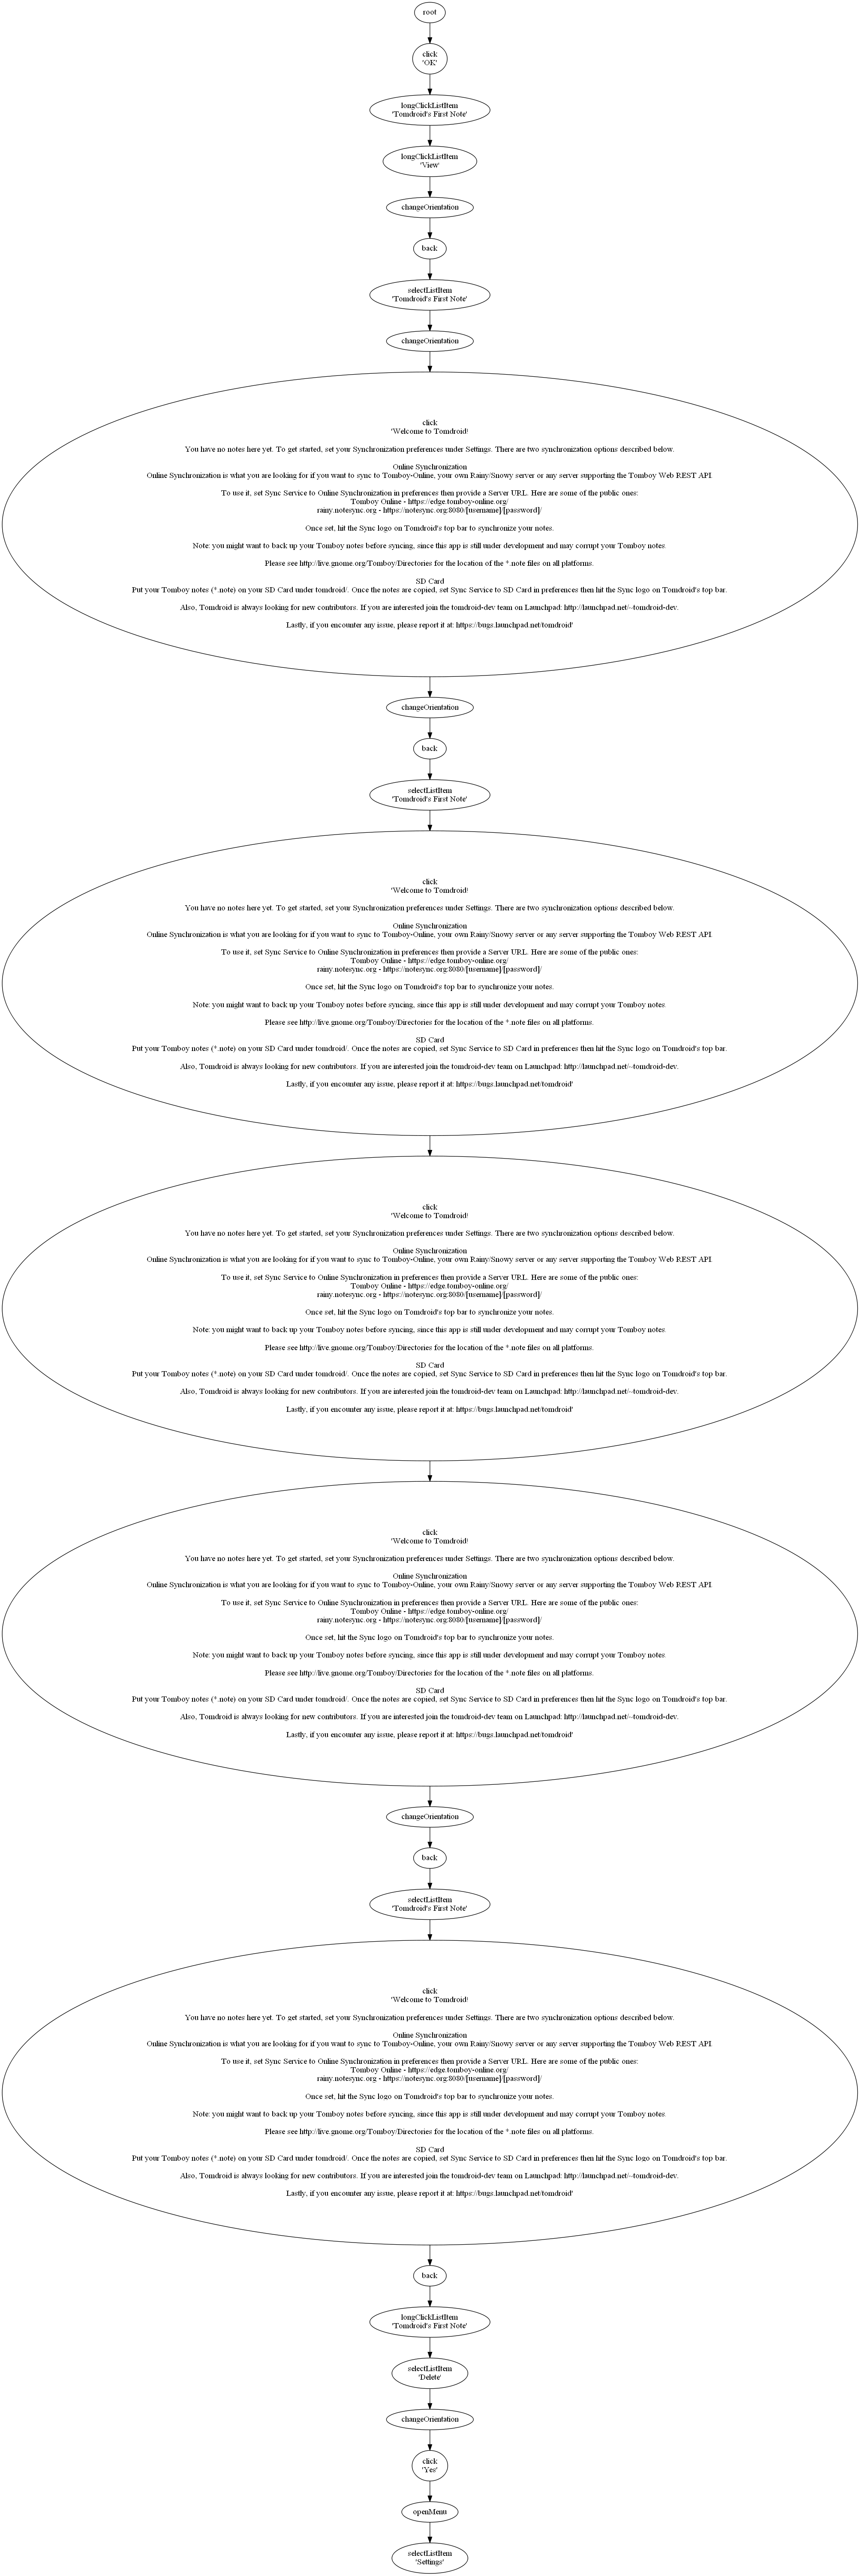 root
click
'OK'
longClickListItem
'Tomdroid's First Note'
longClickListItem
'View'
changeOrientation
back
selectListItem
'Tomdroid's First Note'
changeOrientation
click
'Welcome to Tomdroid!
You have no notes here yet. To get started, set your Synchronization preferences under Settings. There are two synchronization options described below.
Online Synchronization
Online Synchronization is what you are looking for if you want to sync to Tomboy-Online, your own Rainy/Snowy server or any server supporting the Tomboy Web REST API
To use it, set Sync Service to Online Synchronization in preferences then provide a Server URL. Here are some of the public ones:
Tomboy Online - https://edge.tomboy-online.org/
rainy.notesync.org - https://notesync.org:8080/[username]/[password]/
Once set, hit the Sync logo on Tomdroid's top bar to synchronize your notes.
Note: you might want to back up your Tomboy notes before syncing, since this app is still under development and may corrupt your Tomboy notes.
Please see http://live.gnome.org/Tomboy/Directories for the location of the *.note files on all platforms.
SD Card
Put your Tomboy notes (*.note) on your SD Card under tomdroid/. Once the notes are copied, set Sync Service to SD Card in preferences then hit the Sync logo on Tomdroid's top bar.
Also, Tomdroid is always looking for new contributors. If you are interested join the tomdroid-dev team on Launchpad: http://launchpad.net/~tomdroid-dev.
Lastly, if you encounter any issue, please report it at: https://bugs.launchpad.net/tomdroid'
changeOrientation
back
selectListItem
'Tomdroid's First Note'
click
'Welcome to Tomdroid!
You have no notes here yet. To get started, set your Synchronization preferences under Settings. There are two synchronization options described below.
Online Synchronization
Online Synchronization is what you are looking for if you want to sync to Tomboy-Online, your own Rainy/Snowy server or any server supporting the Tomboy Web REST API
To use it, set Sync Service to Online Synchronization in preferences then provide a Server URL. Here are some of the public ones:
Tomboy Online - https://edge.tomboy-online.org/
rainy.notesync.org - https://notesync.org:8080/[username]/[password]/
Once set, hit the Sync logo on Tomdroid's top bar to synchronize your notes.
Note: you might want to back up your Tomboy notes before syncing, since this app is still under development and may corrupt your Tomboy notes.
Please see http://live.gnome.org/Tomboy/Directories for the location of the *.note files on all platforms.
SD Card
Put your Tomboy notes (*.note) on your SD Card under tomdroid/. Once the notes are copied, set Sync Service to SD Card in preferences then hit the Sync logo on Tomdroid's top bar.
Also, Tomdroid is always looking for new contributors. If you are interested join the tomdroid-dev team on Launchpad: http://launchpad.net/~tomdroid-dev.
Lastly, if you encounter any issue, please report it at: https://bugs.launchpad.net/tomdroid'
click
'Welcome to Tomdroid!
You have no notes here yet. To get started, set your Synchronization preferences under Settings. There are two synchronization options described below.
Online Synchronization
Online Synchronization is what you are looking for if you want to sync to Tomboy-Online, your own Rainy/Snowy server or any server supporting the Tomboy Web REST API
To use it, set Sync Service to Online Synchronization in preferences then provide a Server URL. Here are some of the public ones:
Tomboy Online - https://edge.tomboy-online.org/
rainy.notesync.org - https://notesync.org:8080/[username]/[password]/
Once set, hit the Sync logo on Tomdroid's top bar to synchronize your notes.
Note: you might want to back up your Tomboy notes before syncing, since this app is still under development and may corrupt your Tomboy notes.
Please see http://live.gnome.org/Tomboy/Directories for the location of the *.note files on all platforms.
SD Card
Put your Tomboy notes (*.note) on your SD Card under tomdroid/. Once the notes are copied, set Sync Service to SD Card in preferences then hit the Sync logo on Tomdroid's top bar.
Also, Tomdroid is always looking for new contributors. If you are interested join the tomdroid-dev team on Launchpad: http://launchpad.net/~tomdroid-dev.
Lastly, if you encounter any issue, please report it at: https://bugs.launchpad.net/tomdroid'
click
'Welcome to Tomdroid!
You have no notes here yet. To get started, set your Synchronization preferences under Settings. There are two synchronization options described below.
Online Synchronization
Online Synchronization is what you are looking for if you want to sync to Tomboy-Online, your own Rainy/Snowy server or any server supporting the Tomboy Web REST API
To use it, set Sync Service to Online Synchronization in preferences then provide a Server URL. Here are some of the public ones:
Tomboy Online - https://edge.tomboy-online.org/
rainy.notesync.org - https://notesync.org:8080/[username]/[password]/
Once set, hit the Sync logo on Tomdroid's top bar to synchronize your notes.
Note: you might want to back up your Tomboy notes before syncing, since this app is still under development and may corrupt your Tomboy notes.
Please see http://live.gnome.org/Tomboy/Directories for the location of the *.note files on all platforms.
SD Card
Put your Tomboy notes (*.note) on your SD Card under tomdroid/. Once the notes are copied, set Sync Service to SD Card in preferences then hit the Sync logo on Tomdroid's top bar.
Also, Tomdroid is always looking for new contributors. If you are interested join the tomdroid-dev team on Launchpad: http://launchpad.net/~tomdroid-dev.
Lastly, if you encounter any issue, please report it at: https://bugs.launchpad.net/tomdroid'
changeOrientation
back
selectListItem
'Tomdroid's First Note'
click
'Welcome to Tomdroid!
You have no notes here yet. To get started, set your Synchronization preferences under Settings. There are two synchronization options described below.
Online Synchronization
Online Synchronization is what you are looking for if you want to sync to Tomboy-Online, your own Rainy/Snowy server or any server supporting the Tomboy Web REST API
To use it, set Sync Service to Online Synchronization in preferences then provide a Server URL. Here are some of the public ones:
Tomboy Online - https://edge.tomboy-online.org/
rainy.notesync.org - https://notesync.org:8080/[username]/[password]/
Once set, hit the Sync logo on Tomdroid's top bar to synchronize your notes.
Note: you might want to back up your Tomboy notes before syncing, since this app is still under development and may corrupt your Tomboy notes.
Please see http://live.gnome.org/Tomboy/Directories for the location of the *.note files on all platforms.
SD Card
Put your Tomboy notes (*.note) on your SD Card under tomdroid/. Once the notes are copied, set Sync Service to SD Card in preferences then hit the Sync logo on Tomdroid's top bar.
Also, Tomdroid is always looking for new contributors. If you are interested join the tomdroid-dev team on Launchpad: http://launchpad.net/~tomdroid-dev.
Lastly, if you encounter any issue, please report it at: https://bugs.launchpad.net/tomdroid'
back
longClickListItem
'Tomdroid's First Note'
selectListItem
'Delete'
changeOrientation
click
'Yes'
openMenu
selectListItem
'Settings'